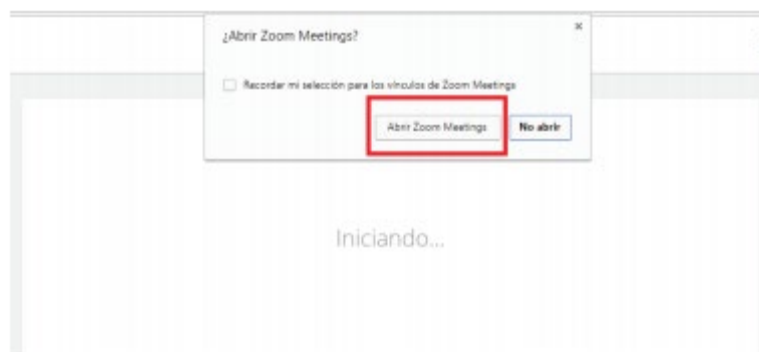 ¿Abrir Zoom Meetings?
Recordar mi selección para los vínculos de Zoom Meetings
Abrir Zoom Meetings
No abrir
Iniciando...